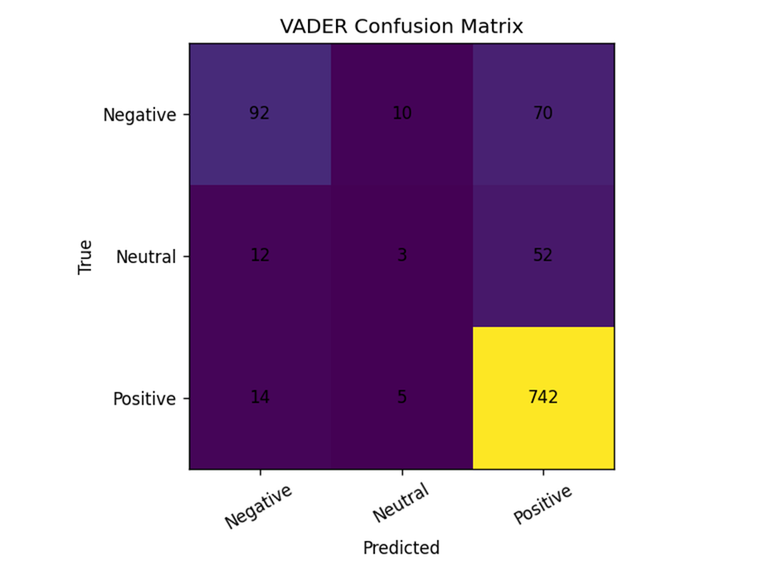 VADER Confusion Matrix
Negative 92 10 70
Neutral 12 3 52
Positive 14 5 742
Negative Neutral Positive
Predicted
True